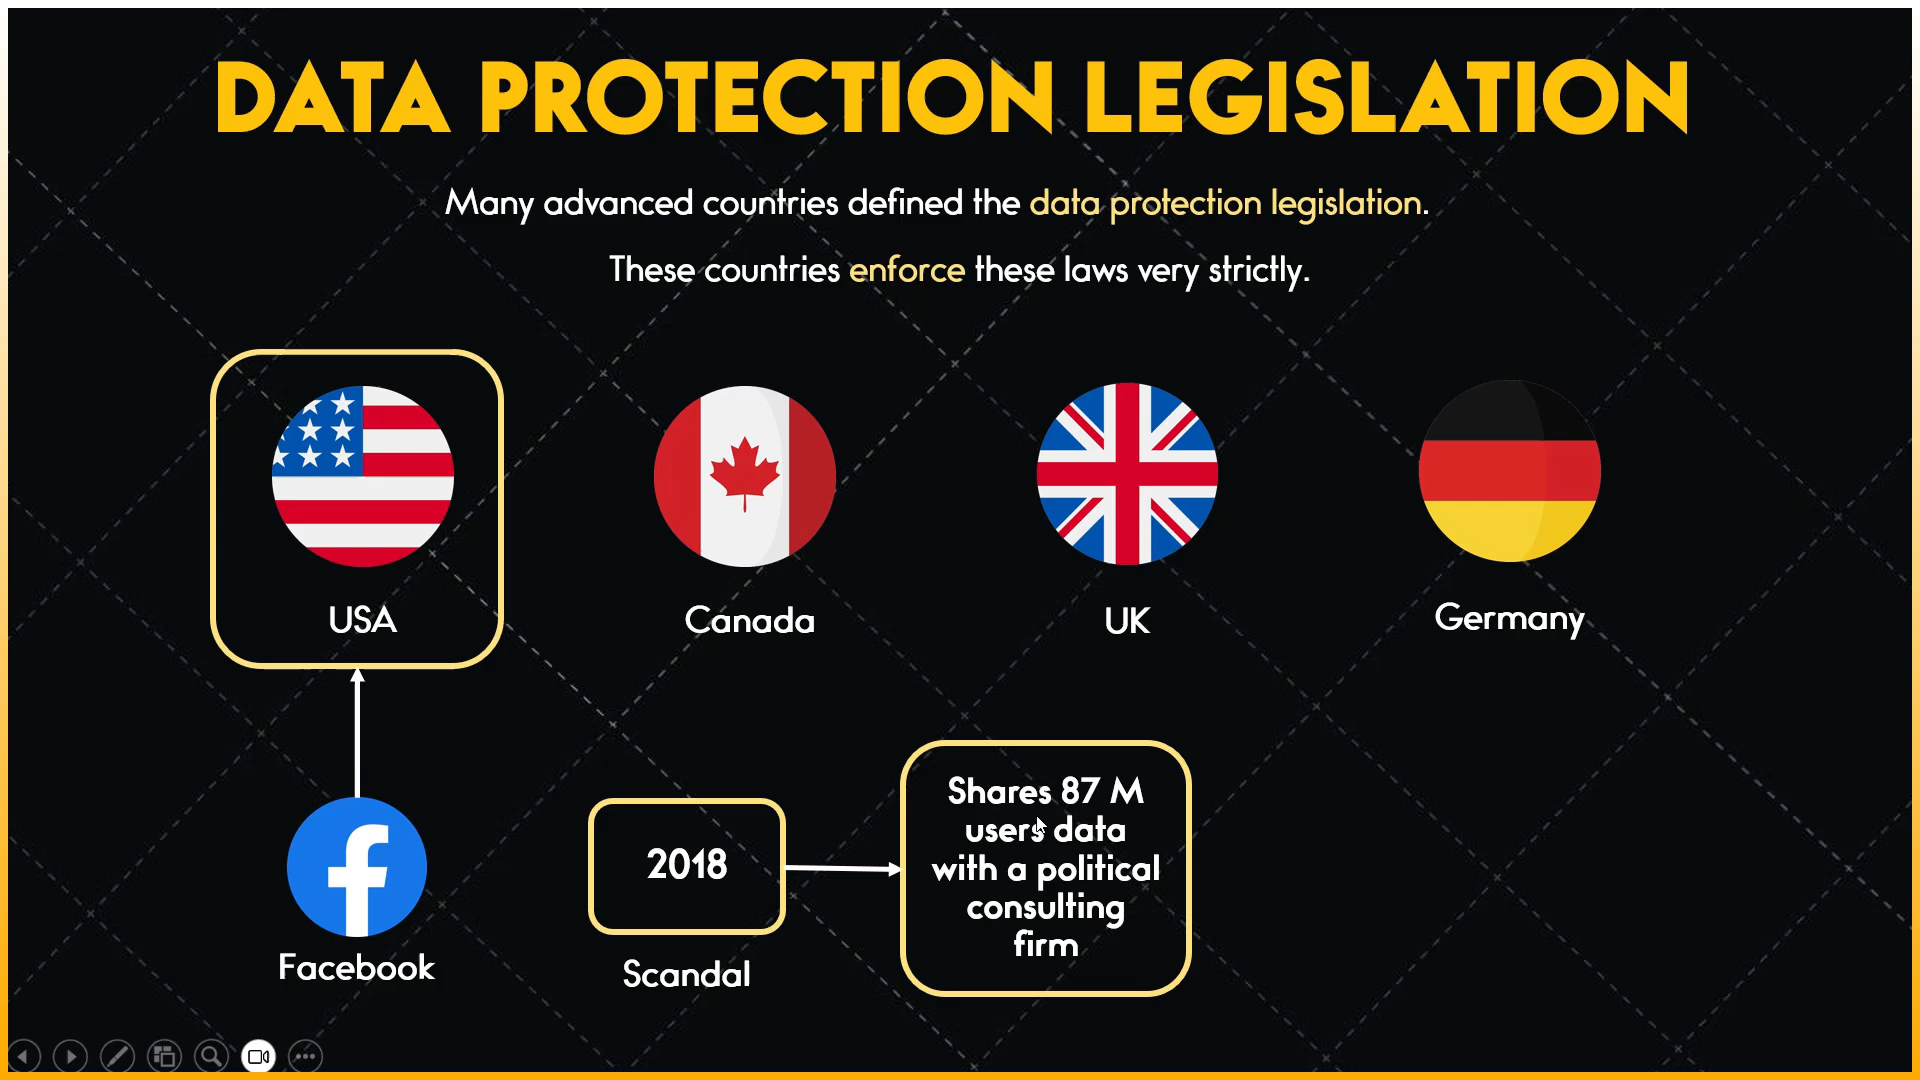 DATA PROTECTION LEGISLATION
Many advanced countries defined the data protection legislation.
These countries enforce these laws very strictly.
USA
Canada
UK
Germany
Facebook
2018
Scandal
Shares 87 M
users data
with a political
consulting
firm